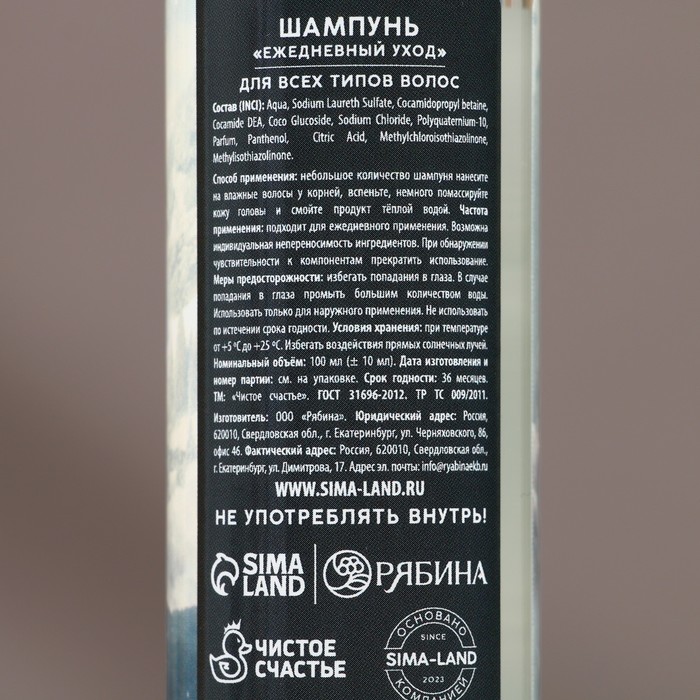 ШАМПУНЬ
«ЕЖЕДНЕВНЫЙ УХОД»
ДЛЯ ВСЕХ ТИПОВ ВОЛОС
Состав (INCI): Aqua, Sodium Laureth Sulfate, Cocamidopropyl betaine,
Cocamide DEA, Coco Glucoside, Sodium Chloride, Polyquaternium-10,
Parfum, Panthenol, Citric Acid, Methylchloroisothiazolinone,
Methylisothiazolinone.
Способ применения: небольшое количество шампуня нанесите
на влажные волосы у корней, вспеньте, немного помассируйте
кожу головы и смойте продукт тёплой водой. Частота
применения: подходит для ежедневного применения. Возможна
индивидуальная непереносимость ингредиентов. При обнаружении
чувствительности к компонентам прекратить использование.
Меры предосторожности: избегать попадания в глаза. В случае
попадания в глаза промыть большим количеством воды.
Использовать только для наружного применения. Не использовать
по истечении срока годности. Условия хранения: при температуре
от +5 ºC до +25 ºC. Избегать воздействия прямых солнечных лучей.
Номинальный объём: 100 мл (± 10 мл). Дата изготовления и
номер партии: см. на упаковке. Срок годности: 36 месяцев.
ТМ: «Чистое счастье». ГОСТ 31696-2012. ТР ТС 009/2011.
Изготовитель: ООО «Рябина». Юридический адрес: Россия,
620010, Свердловская обл., г. Екатеринбург, ул. Черняховского, 86,
офис 46. Фактический адрес: Россия, 620010, Свердловская обл.,
г. Екатеринбург, ул. Димитрова, 17. Адрес эл. почты: info@ryabinaekb.ru
WWW.SIMA-LAND.RU
НЕ УПОТРЕБЛЯТЬ ВНУТРЬ!
SIMA LAND
РЯБИНА
ЧИСТОЕ
СЧАСТЬЕ
ОСНОВАНО
SINCE
SIMA-LAND
2023
КОМПАНИЕЙ